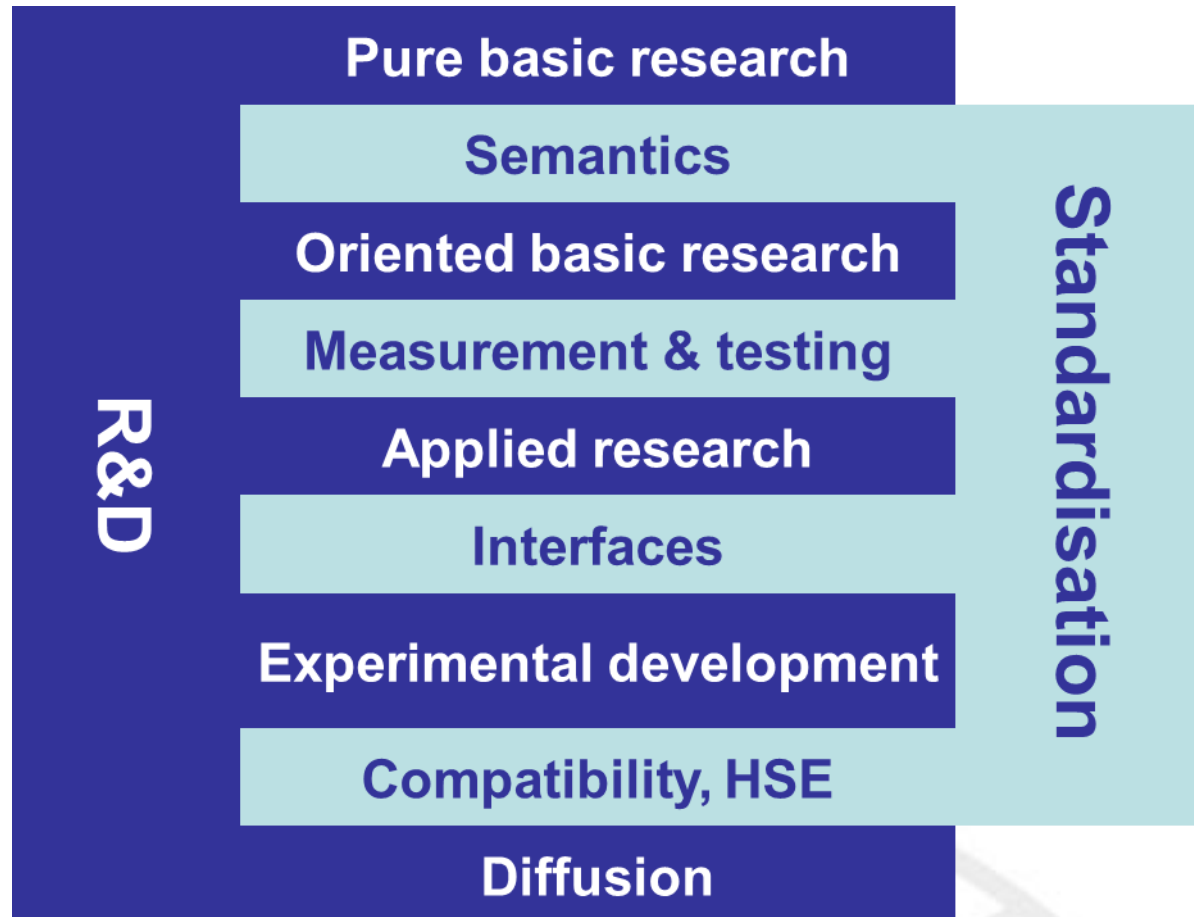 Pure basic research
Semantics
Oriented basic research
Measurement & testing
Applied research
Interfaces
Experimental development
Compatibility, HSE
Diffusion
R&D
Standardisation